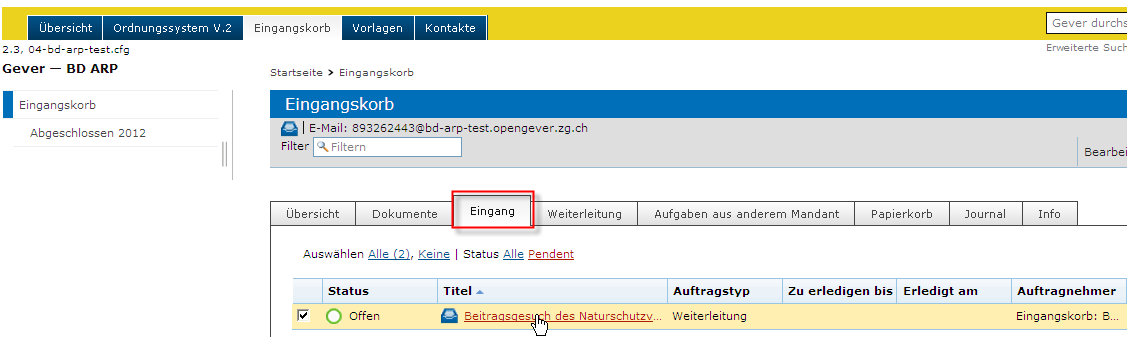 Übersicht Ordnungssystem V.2 Eingangskorb Vorlagen Kontakte
Gever durchs
2.3, 04-bd-arp-test.cfg
Erweiterte Such
Gever — BD ARP
Startseite > Eingangskorb
Eingangskorb
Abgeschlossen 2012
Eingangskorb
| E-Mail: 893262443@bd-arp-test.opengever.zg.ch
Filter Filtern
Bearbei
Übersicht Dokumente Eingang Weiterleitung Aufgaben aus anderem Mandant Papierkorb Journal Info
Auswählen Alle (2), Keine | Status Alle Pendent
Status Titel Auftragstyp Zu erledigen bis Erledigt am Auftragnehmer
Offen Beitragsgesuch des Naturschutzv... Weiterleitung Eingangskorb: B...